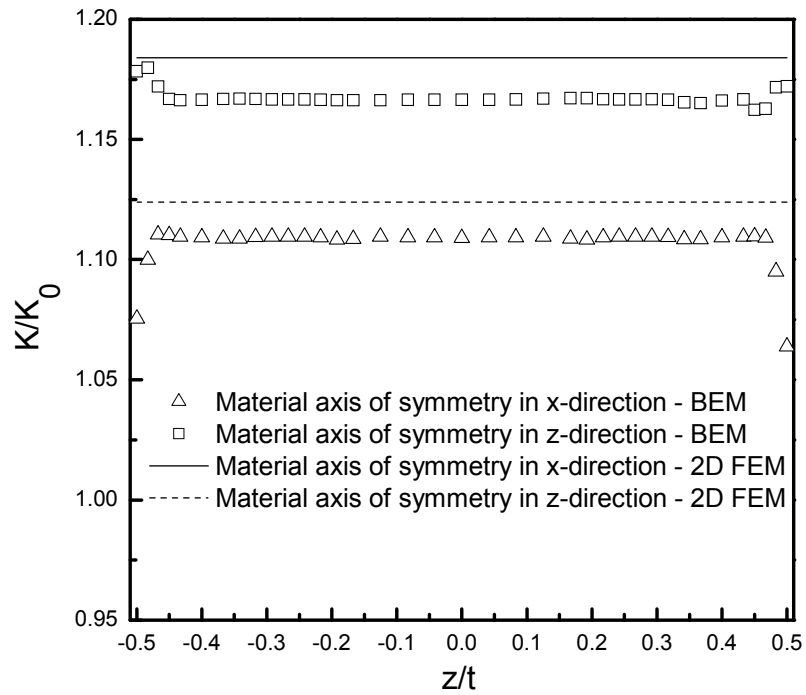 1.20
1.15
1.10
1.05
1.00
0.95
K/K0
Material axis of symmetry in x-direction - BEM
Material axis of symmetry in z-direction - BEM
Material axis of symmetry in x-direction - 2D FEM
Material axis of symmetry in z-direction - 2D FEM
-0.5 -0.4 -0.3 -0.2 -0.1 0.0 0.1 0.2 0.3 0.4 0.5
z/t